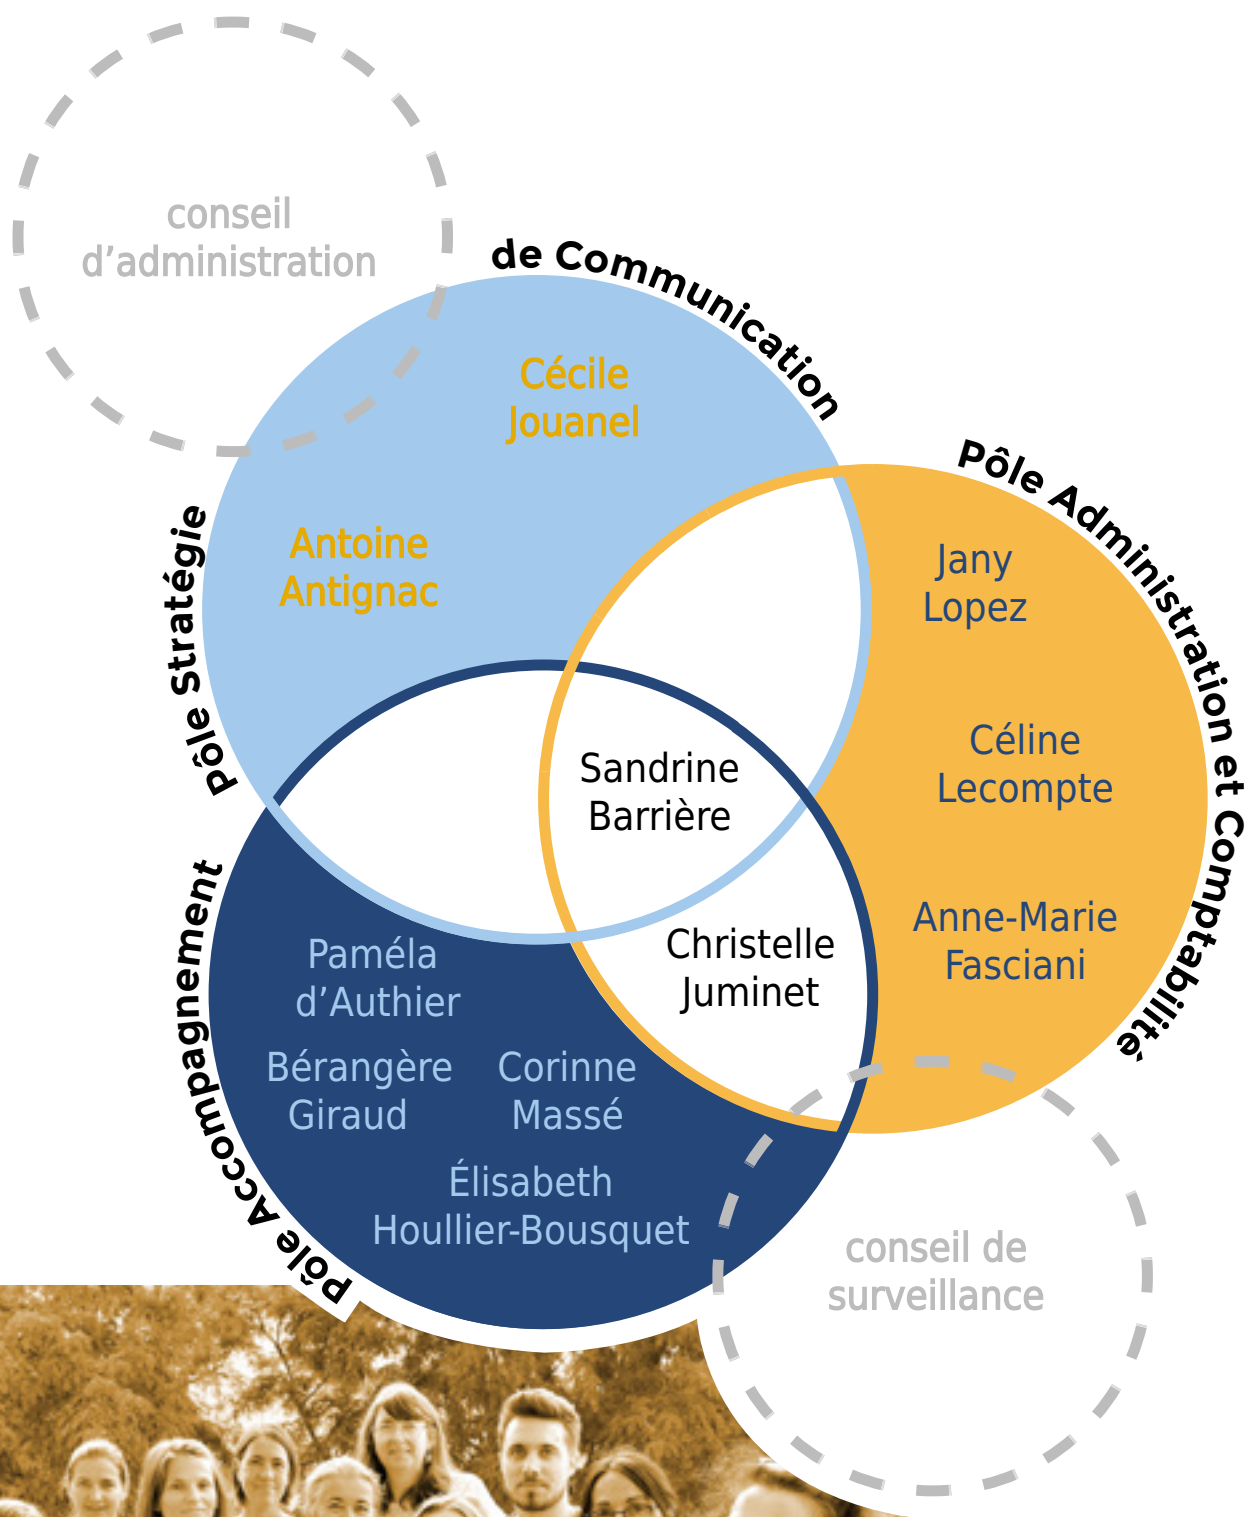 conseil
d’administration
de Communication
Pôle Stratégie
Cécile
Jouanel
Antoine
Antignac
Pôle Administration et Comptabilité
Jany
Lopez
Céline
Lecompte
Anne-Marie
Fasciani
Sandrine
Barrière
Christelle
Juminet
Pôle Accompagnement
Paméla
d’Authier
Bérangère
Giraud
Corinne
Massé
Élisabeth
Houllier-Bousquet
conseil de
surveillance